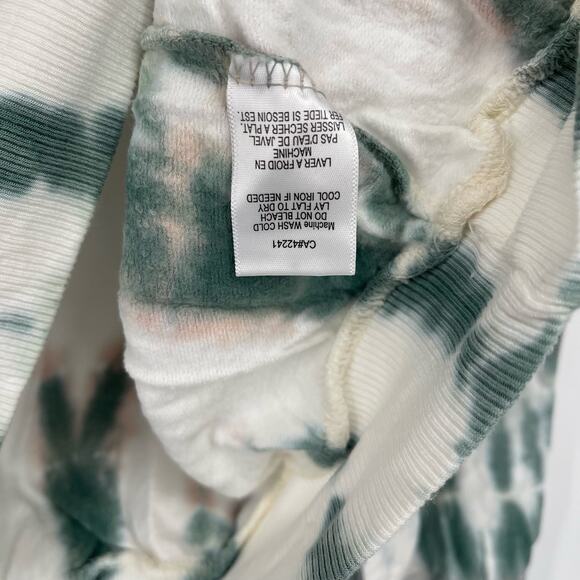 CA#42241
Machine WASH COLD
DO NOT BLEACH
LAY FLAT TO DRY
COOL IRON IF NEEDED
LAVER A FROID EN
MACHINE
PAS D'EAU DE JAVEL.
LAISSER SECHER A PLAT.
FER TIEDE SI BESOIN EST.